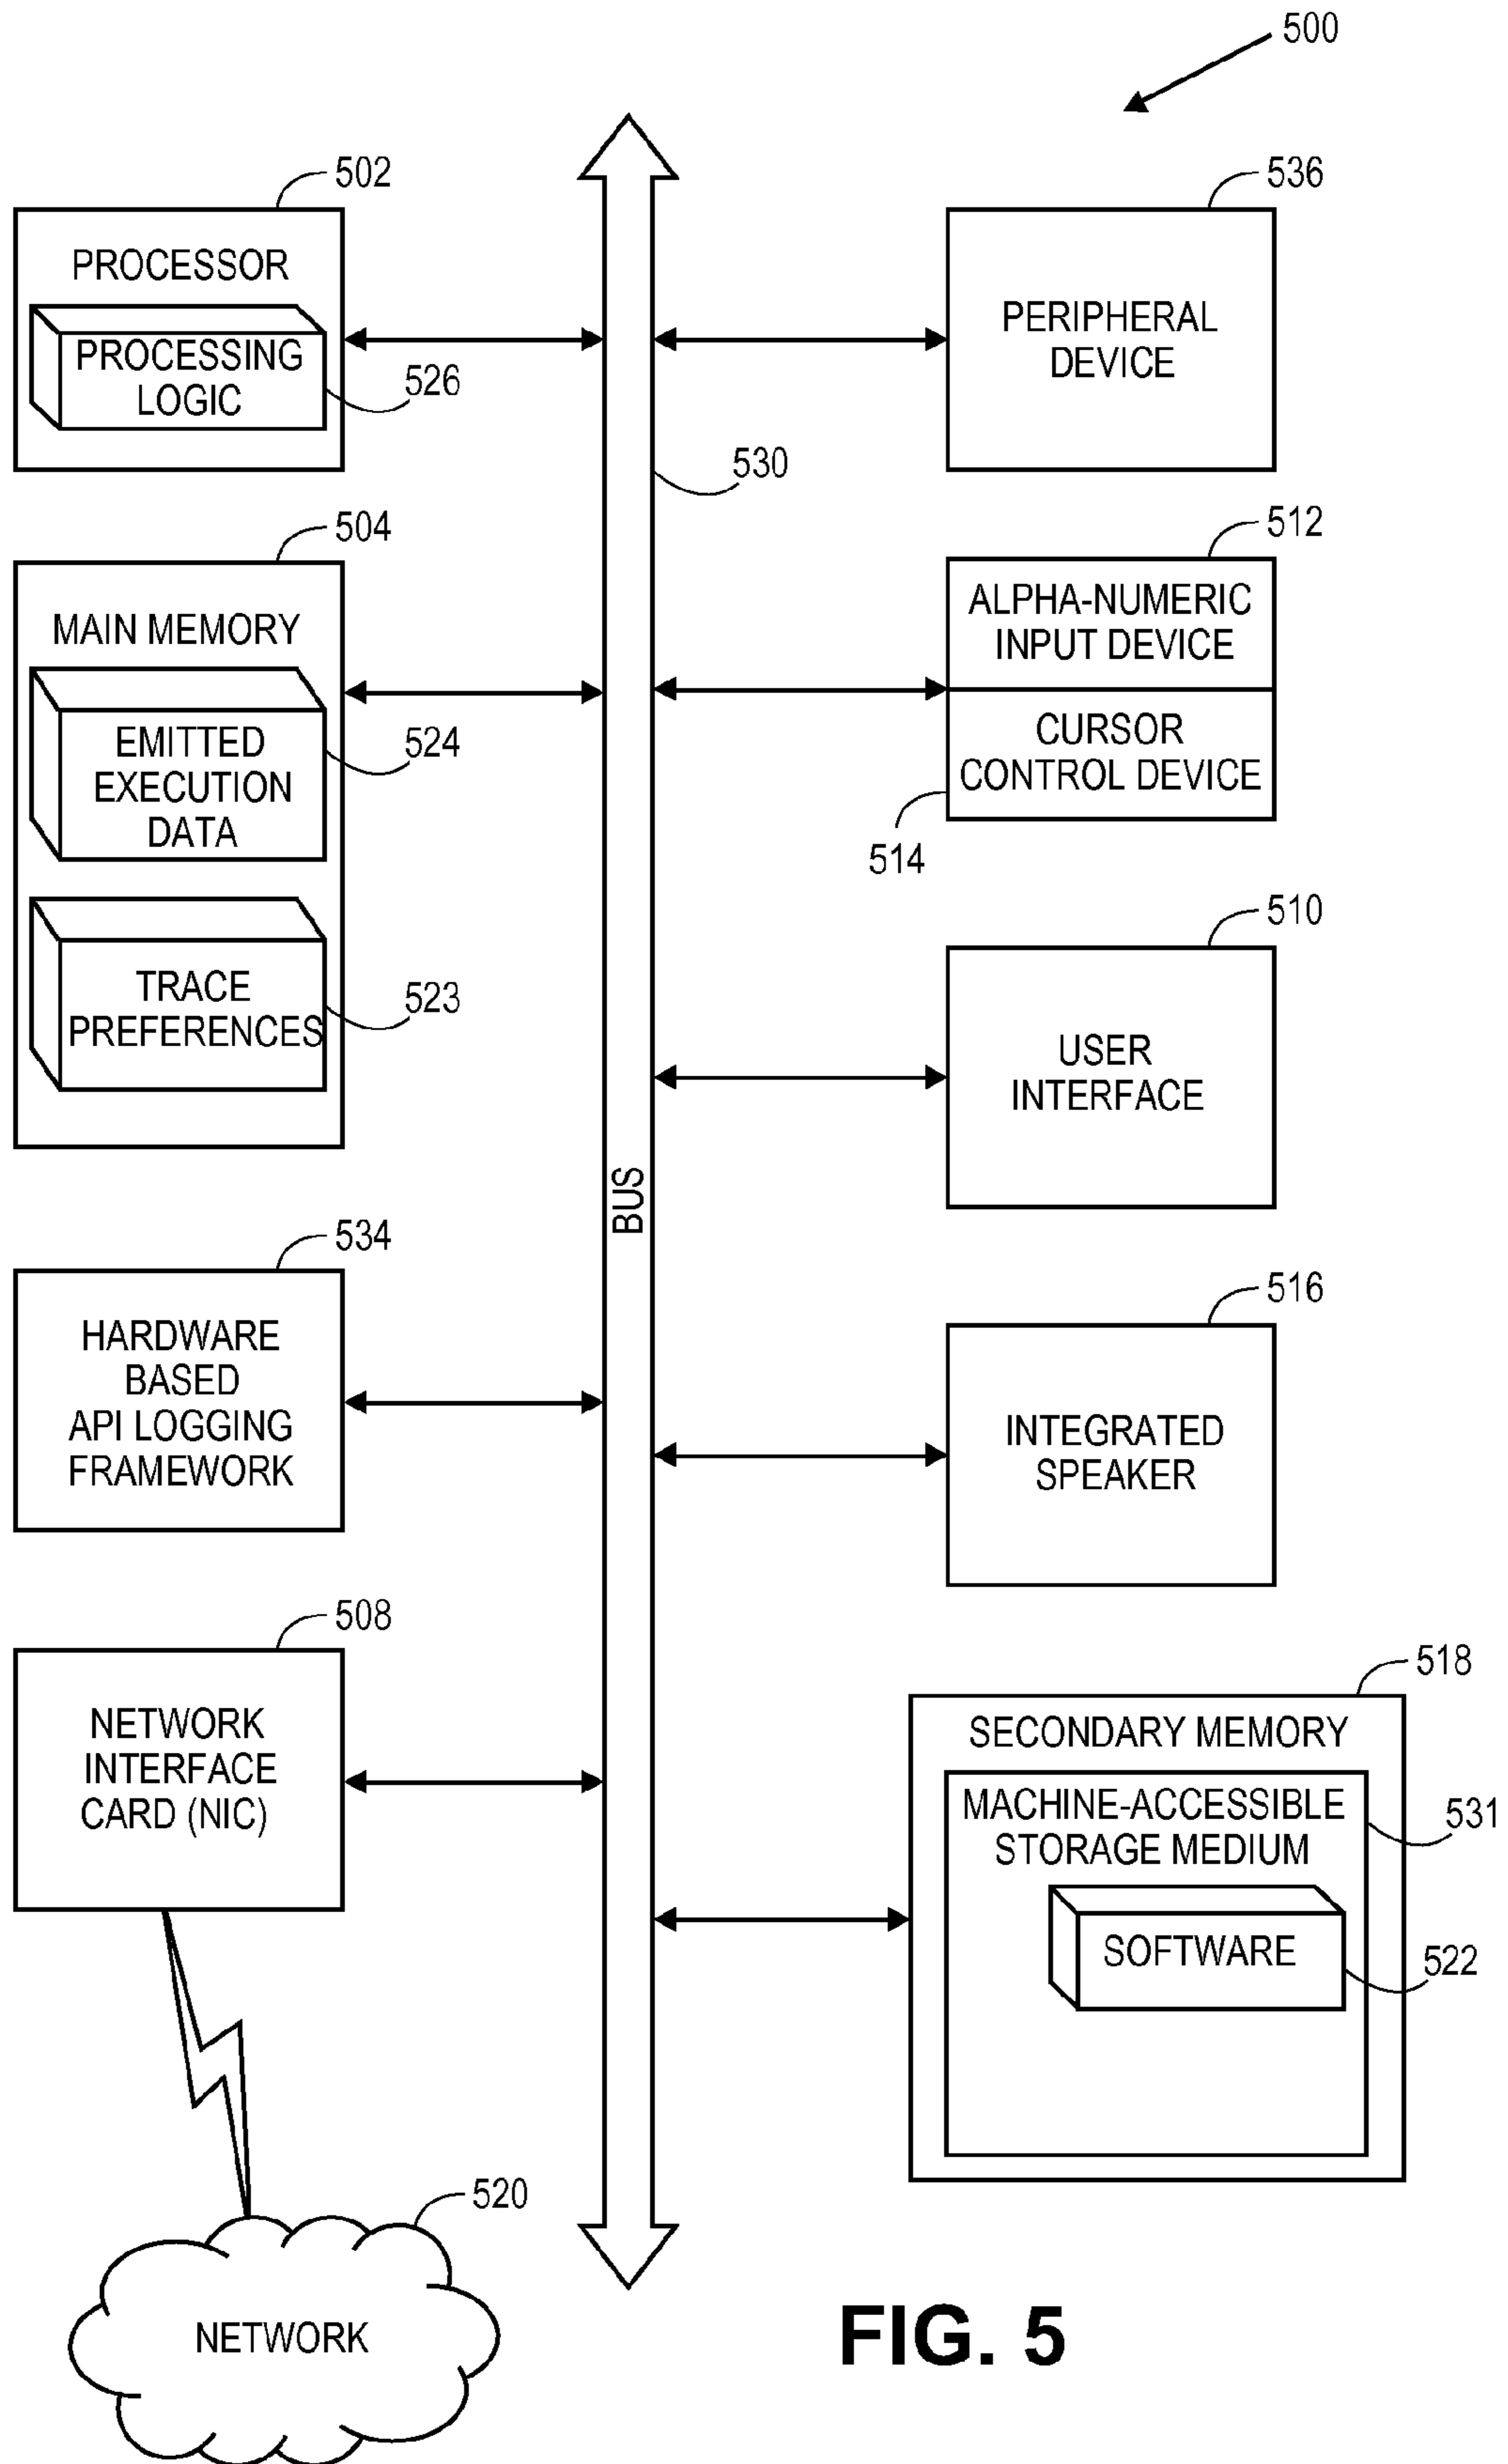 500
502
PROCESSOR
PROCESSING
LOGIC
526
536
PERIPHERAL
DEVICE
530
504
MAIN MEMORY
EMITTED
EXECUTION
DATA
524
TRACE
PREFERENCES
523
512
ALPHA-NUMERIC
INPUT DEVICE
CURSOR
CONTROL DEVICE
514
510
USER
INTERFACE
BUS
534
HARDWARE
BASED
API LOGGING
FRAMEWORK
516
INTEGRATED
SPEAKER
508
NETWORK
INTERFACE
CARD (NIC)
518
SECONDARY MEMORY
MACHINE-ACCESSIBLE
STORAGE MEDIUM
531
SOFTWARE
522
520
NETWORK
FIG. 5